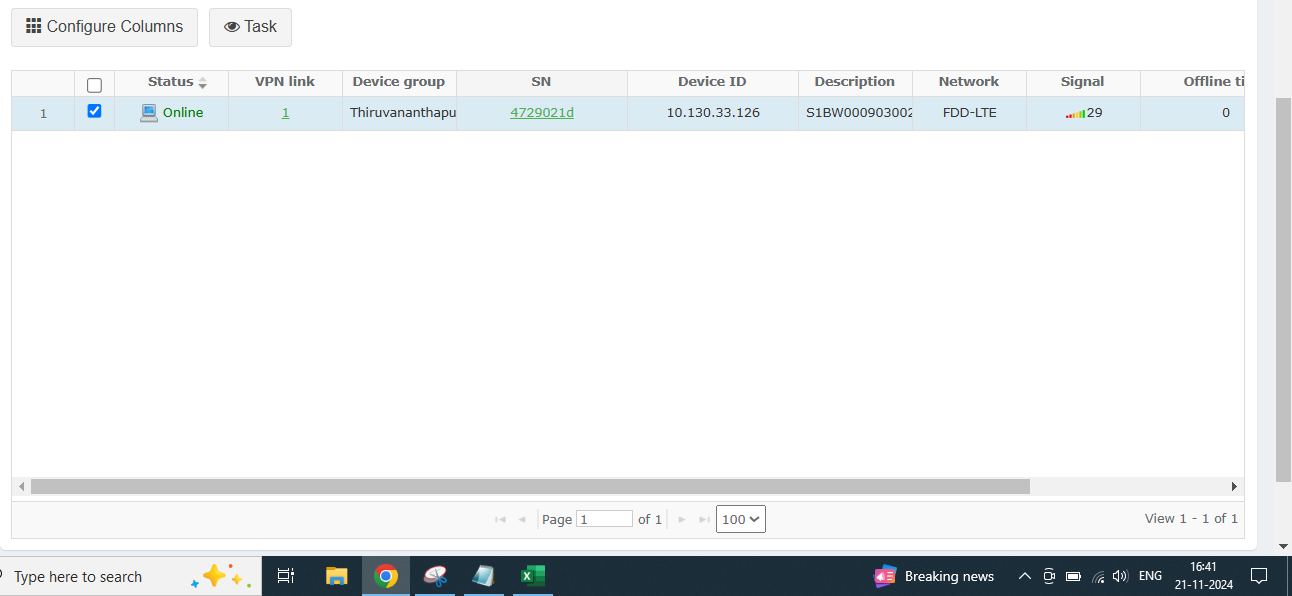 Configure Columns Task
Status VPN link Device group SN Device ID Description Network Signal Offline ti
1 Online 1 Thiruvananthapu 4729021d 10.130.33.126 S1BW000903002 FDD-LTE 29 0
Page 1 of 1 100 View 1 - 1 of 1
Type here to search Breaking news ENG 16:41
21-11-2024